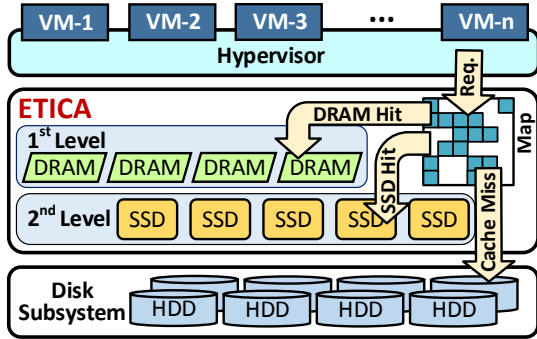 VM-1 VM-2 VM-3 ... VM-n
Hypervisor
Req.
ETICA
DRAM Hit
Map
1st Level
DRAM DRAM DRAM DRAM
SSD Hit
2nd Level SSD SSD SSD SSD SSD
Cache Miss
Disk
Subsystem
HDD HDD HDD HDD